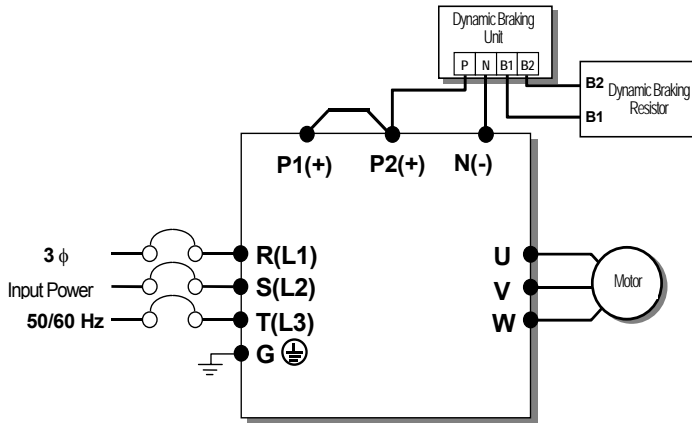 Dynamic Braking
Unit
P N B1 B2
B2
B1
Dynamic Braking
Resistor
P1(+) P2(+) N(-)
3 ϕ
Input Power
50/60 Hz
R(L1)
S(L2)
T(L3)
G
U
V
W
Motor